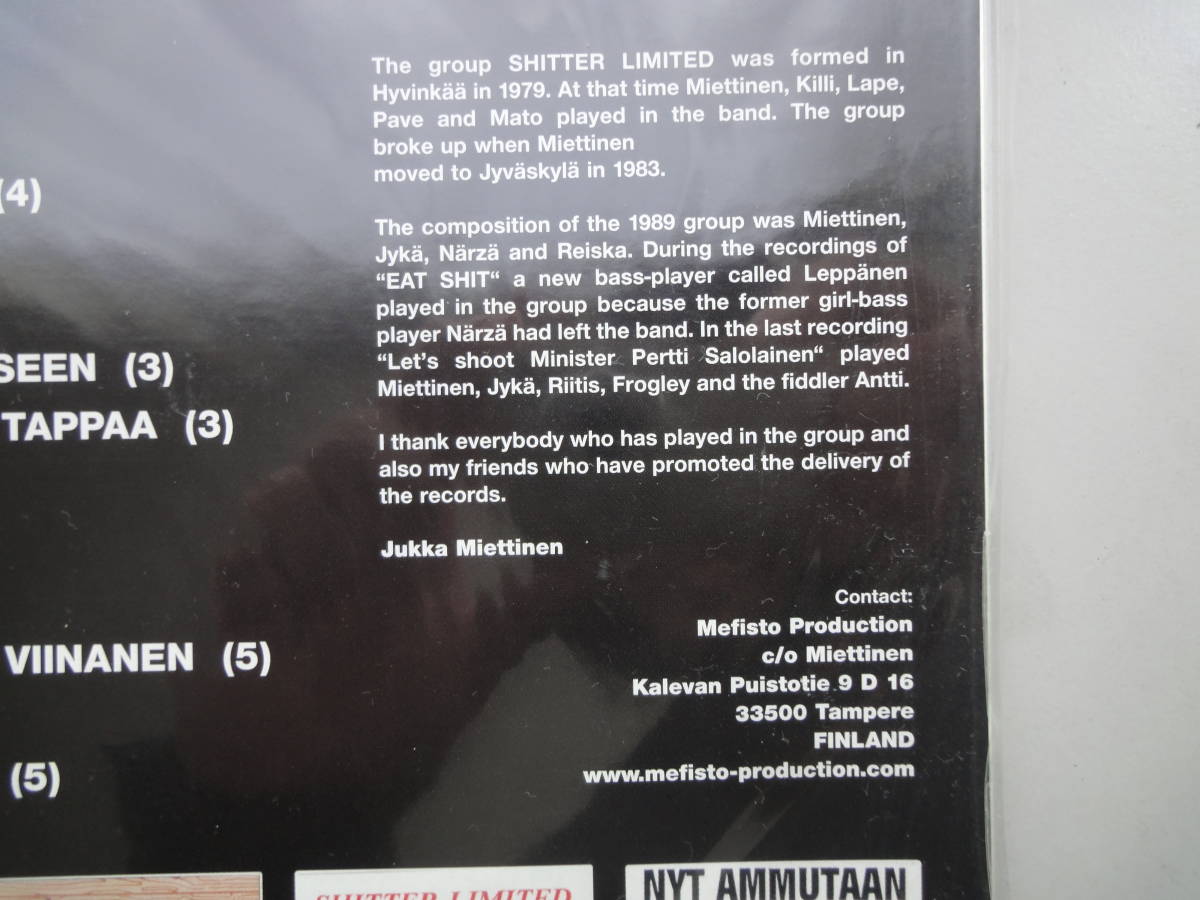 The group SHITTER LIMITED was formed in
Hyvinkää in 1979. At that time Miettinen, Killi, Lape,
Pave and Mato played in the band. The group
broke up when Miettinen
moved to Jyväskylä in 1983.
The composition of the 1989 group was Miettinen,
Jykä, Närzä and Reiska. During the recordings of
“EAT SHIT“ a new bass-player called Leppänen
played in the group because the former girl-bass
player Närzä had left the band. In the last recording
“Let's shoot Minister Pertti Salolainen“ played
Miettinen, Jykä, Riitis, Frogley and the fiddler Antti.
I thank everybody who has played in the group and
also my friends who have promoted the delivery of
the records.
Jukka Miettinen
Contact:
Mefisto Production
c/o Miettinen
Kalevan Puistotie 9 D 16
33500 Tampere
FINLAND
www.mefisto-production.com
(4)
SEEN (3)
TAPPAA (3)
VIINANEN (5)
(5)
SHITTER LIMITED
NYT AMMUTAAN